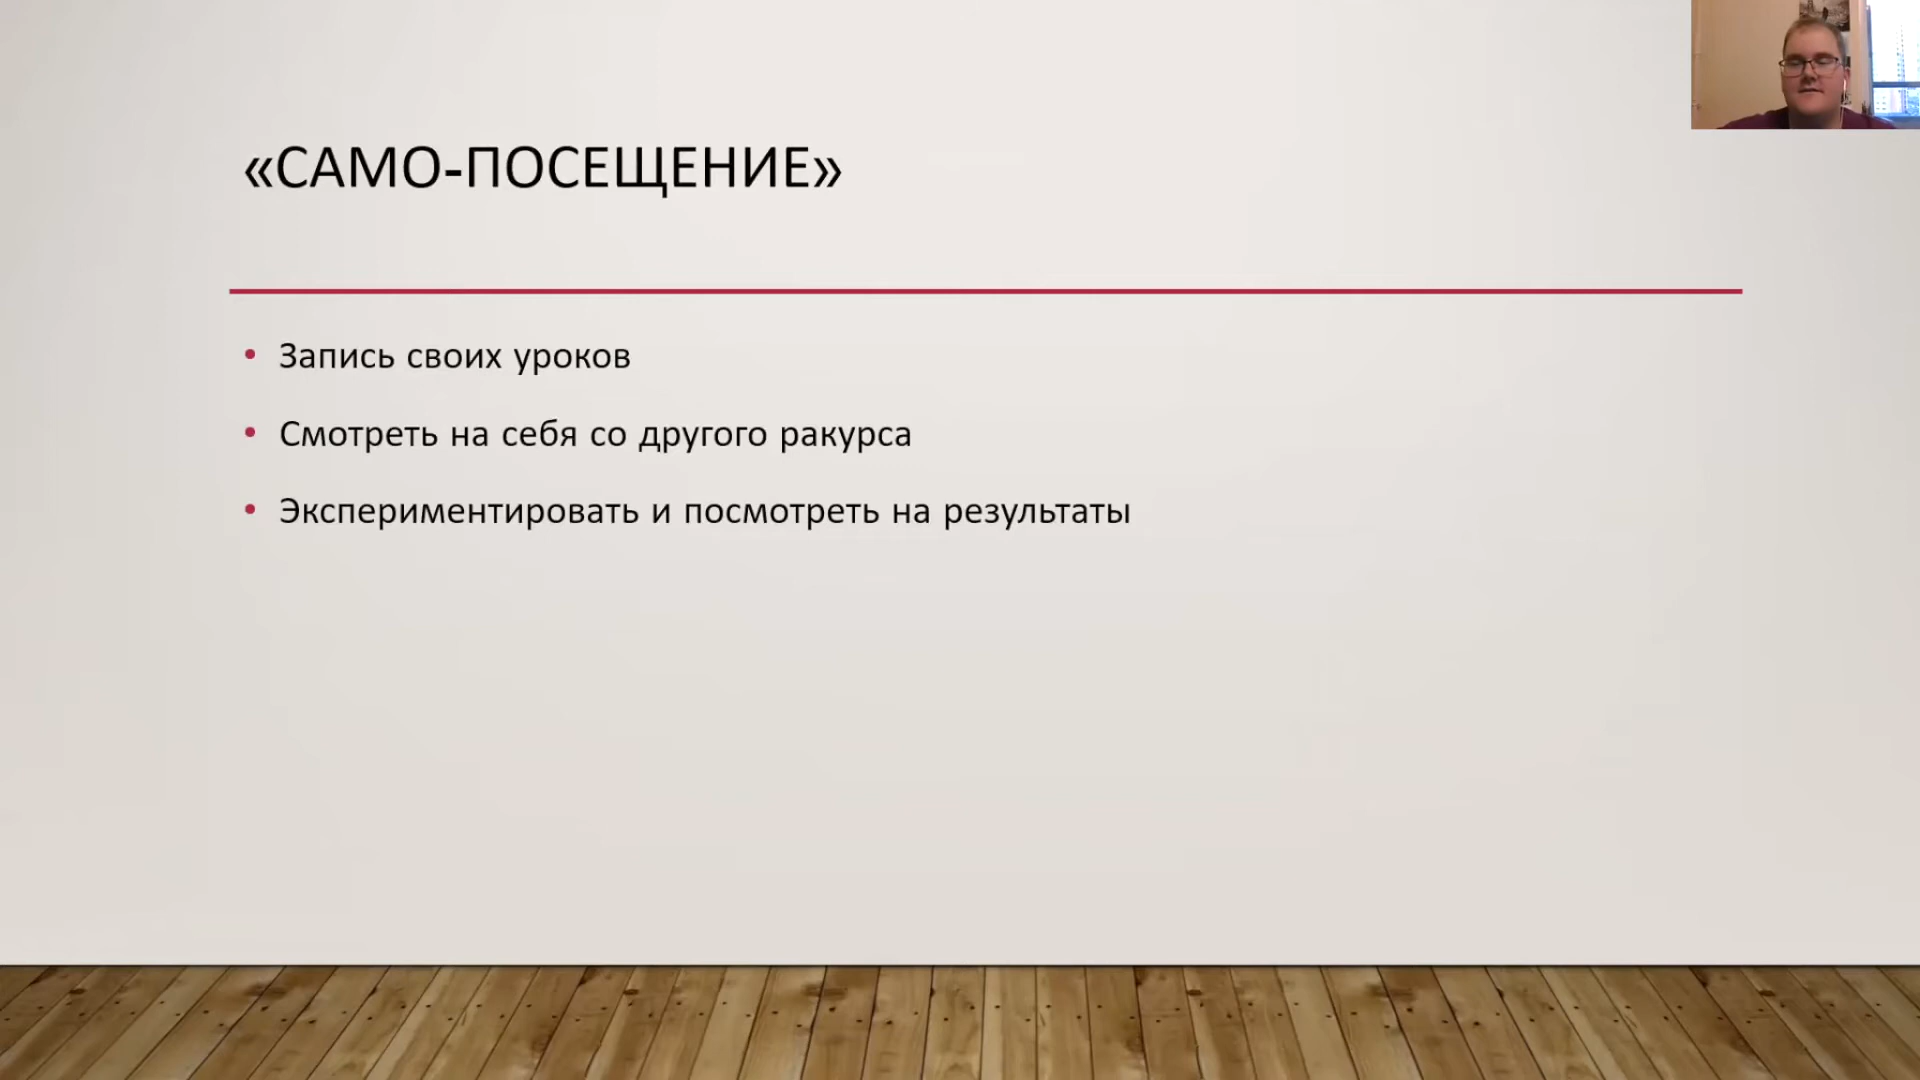 «САМО-ПОСЕЩЕНИЕ»
• Запись своих уроков
• Смотреть на себя со другого ракурса
• Экспериментировать и посмотреть на результаты